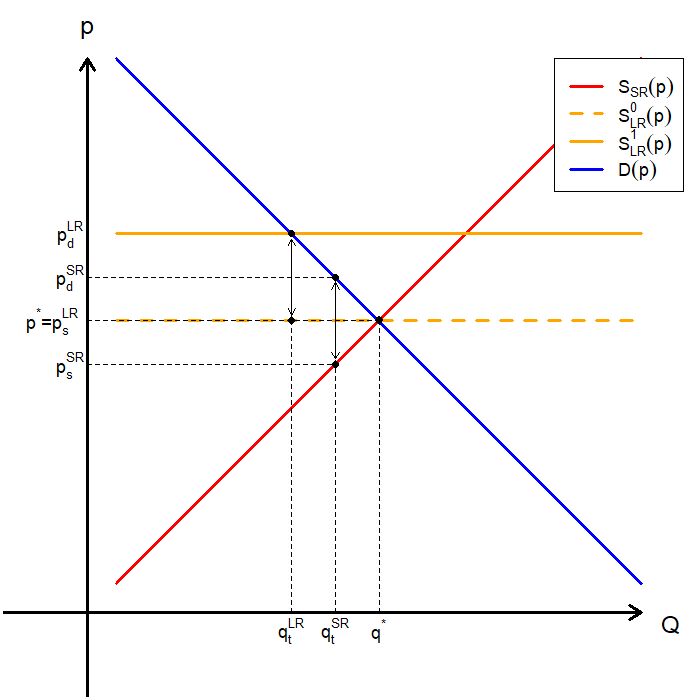 p
S_SR(p)
S^0_LR(p)
S^1_LR(p)
D(p)
p_d^LR
p_d^SR
p^*=p_s^LR
p_s^SR
q_t^LR q_t^SR q^*
Q